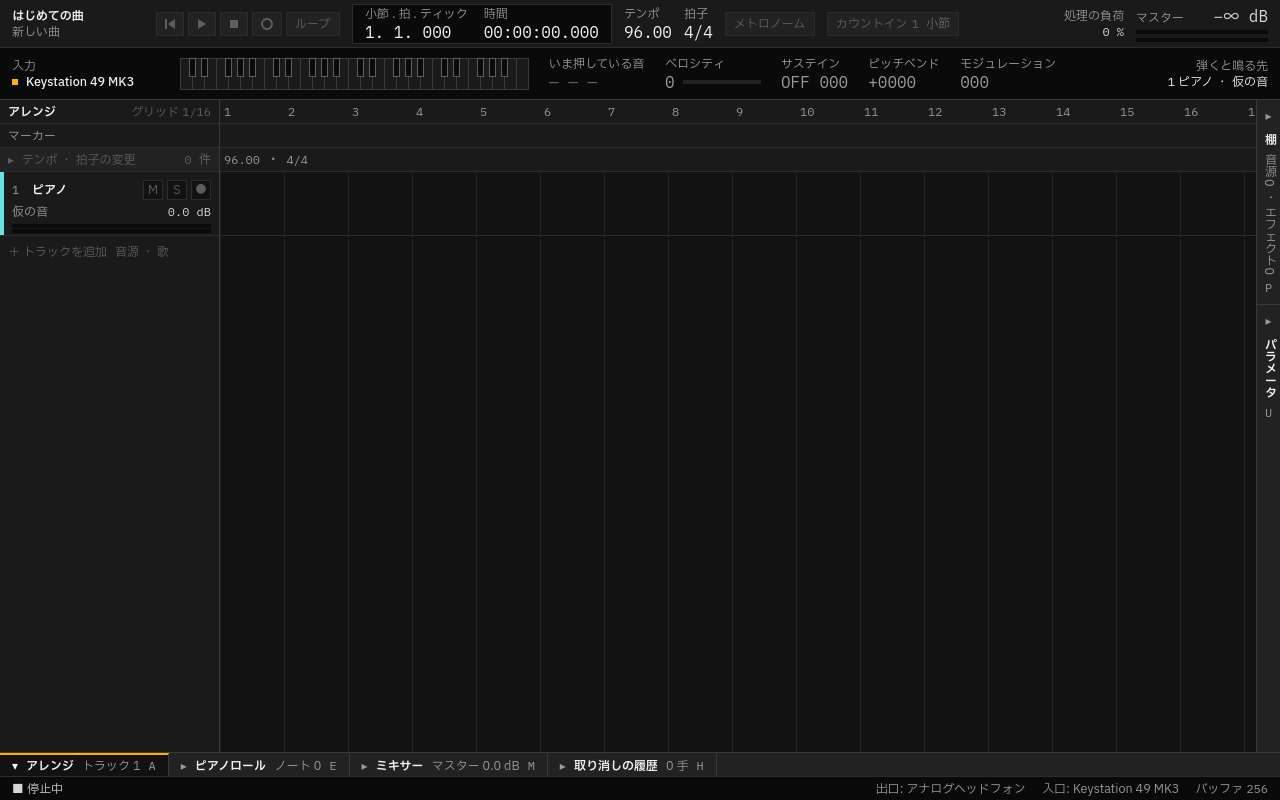 はじめての曲
新しい曲
ループ
小節 . 拍 . ティック 時間
1. 1. 000 00:00:00.000
テンポ 拍子
96.00 4/4
メトロノーム
カウントイン 1 小節
処理の負荷
0 %
マスター −∞ dB
入力
Keystation 49 MK3
いま押している音
— — —
ベロシティ
0
サステイン
OFF 000
ピッチベンド
+0000
モジュレーション
000
弾くと鳴る先
1 ピアノ ・ 仮の音
アレンジ グリッド 1/16
1 2 3 4 5 6 7 8 9 10 11 12 13 14 15 16
マーカー
▸ テンポ ・ 拍子の変更 0 件
96.00 ・ 4/4
1 ピアノ M S
仮の音 0.0 dB
＋ トラックを追加 音源 ・ 歌
▸ 棚 音源 0 ・ エフェクト 0 P
▸ パラメータ U
▾ アレンジ トラック 1 A
▸ ピアノロール ノート 0 E
▸ ミキサー マスター 0.0 dB M
▸ 取り消しの履歴 0 手 H
■ 停止中
出口: アナログヘッドフォン 入口: Keystation 49 MK3 バッファ 256